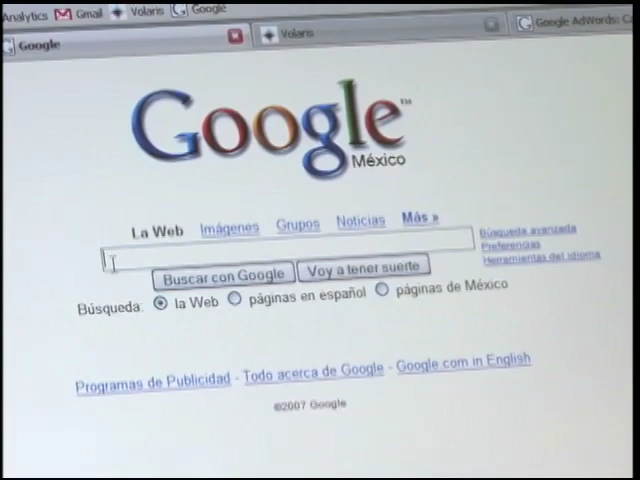 Analytics Gmail Volaris Google
Google Volaris Google AdWords: C
Google™
México
La Web Imágenes Grupos Noticias Más »
Búsqueda avanzada
Preferencias
Herramientas del idioma
Buscar con Google Voy a tener suerte
Búsqueda: la Web páginas en español páginas de México
Programas de Publicidad - Todo acerca de Google - Google.com in English
©2007 Google